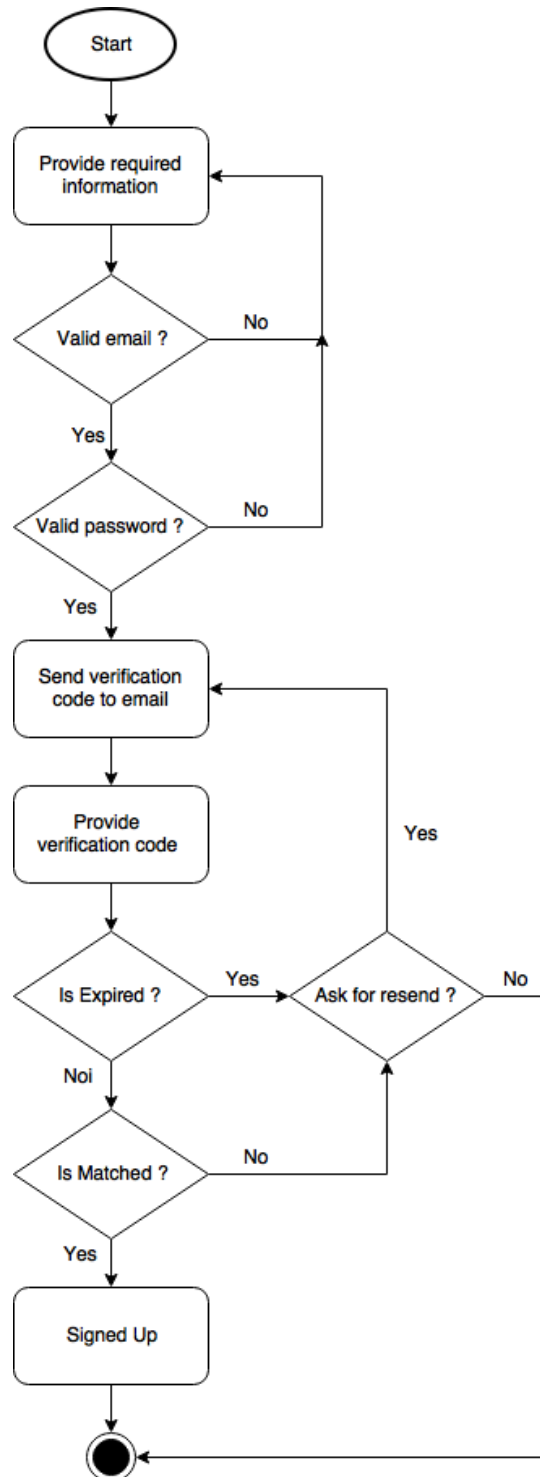 Start
Provide required
information
Valid email ?
No
Yes
Valid password ?
No
Yes
Send verification
code to email
Provide
verification code
Yes
Is Expired ?
Yes
Ask for resend ?
No
Noi
Is Matched ?
No
Yes
Signed Up